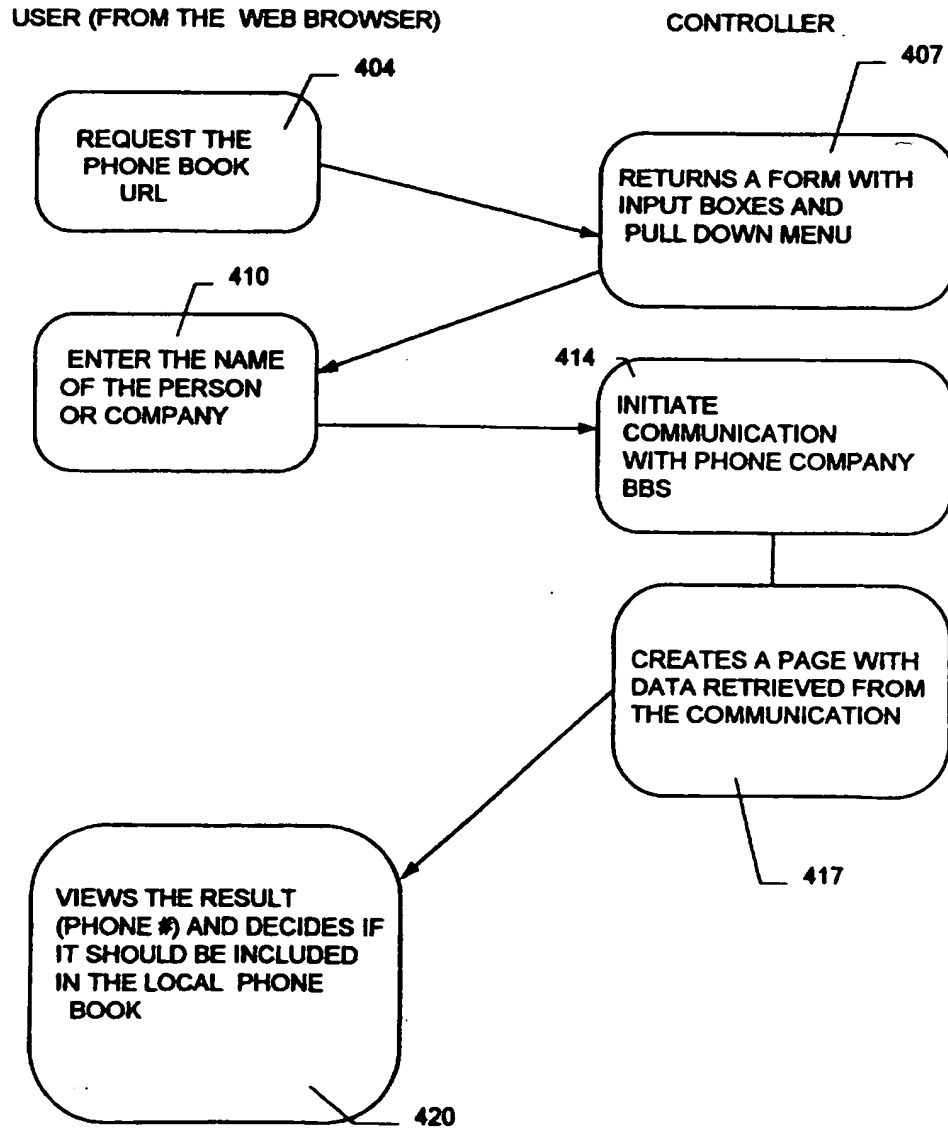 USER (FROM THE WEB BROWSER)
CONTROLLER
404
REQUEST THE
PHONE BOOK
URL
407
RETURNS A FORM WITH
INPUT BOXES AND
PULL DOWN MENU
410
ENTER THE NAME
OF THE PERSON
OR COMPANY
414
INITIATE
COMMUNICATION
WITH PHONE COMPANY
BBS
CREATES A PAGE WITH
DATA RETRIEVED FROM
THE COMMUNICATION
417
VIEWS THE RESULT
(PHONE #) AND DECIDES IF
IT SHOULD BE INCLUDED
IN THE LOCAL PHONE
BOOK
420